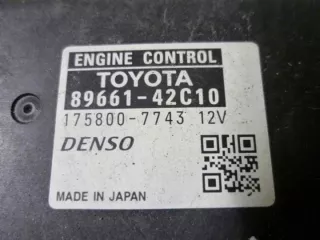 ENGINE CONTROL
TOYOTA
89661-42C10
175800-7743 12V
DENSO
MADE IN JAPAN